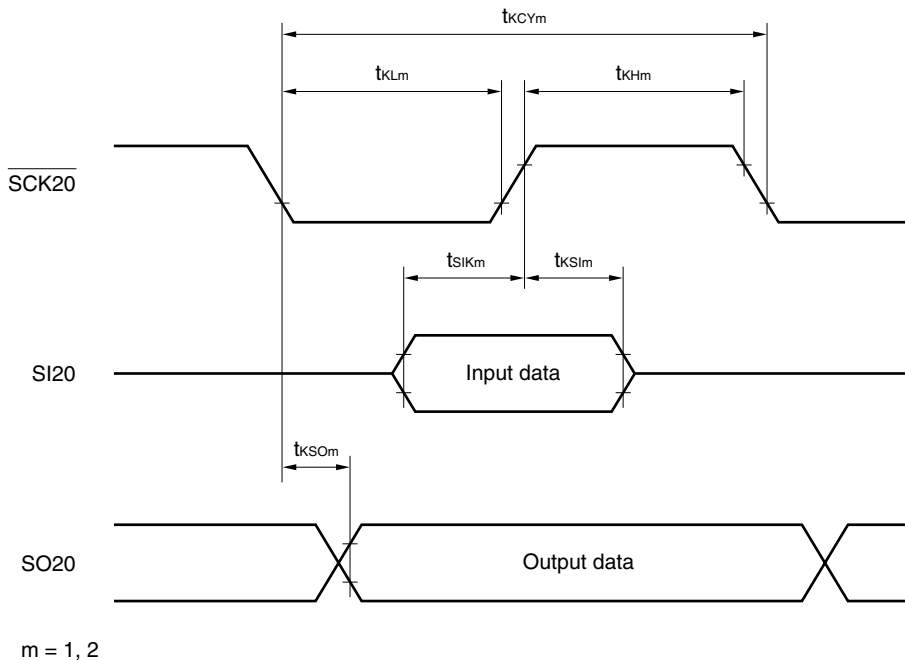 tKCYm
tKLm
tKHm
SCK20
tSIKm
tKSIm
SI20
Input data
tKSOm
SO20
Output data
m = 1, 2